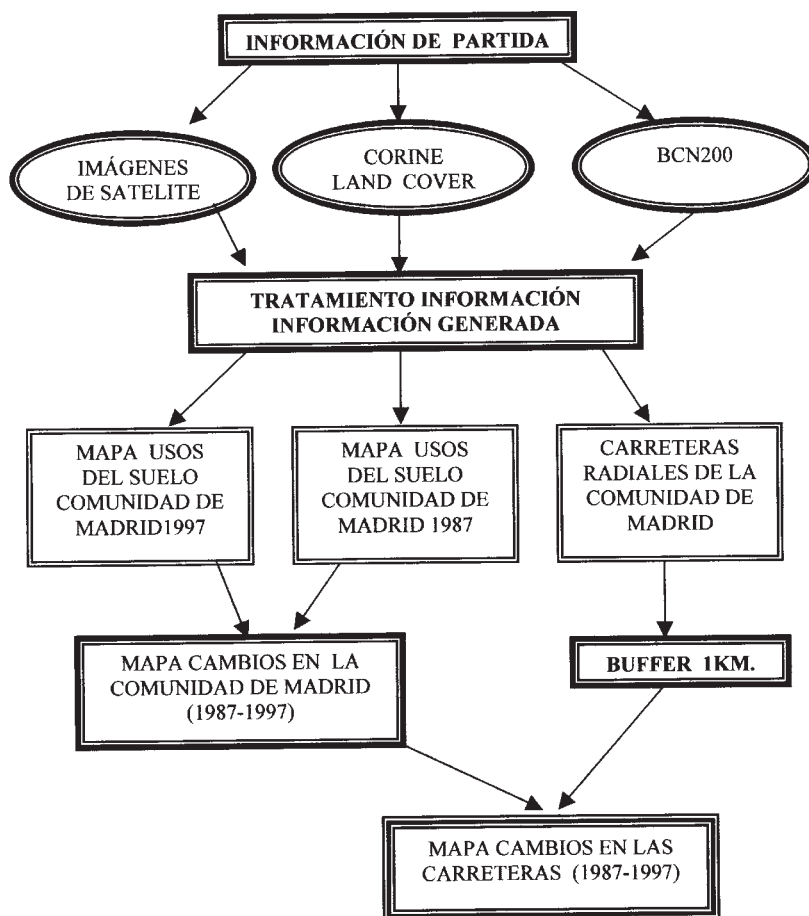 INFORMACIÓN DE PARTIDA
IMÁGENES
DE SATELITE
CORINE
LAND COVER
BCN200
TRATAMIENTO INFORMACIÓN
INFORMACIÓN GENERADA
MAPA USOS
DEL SUELO
COMUNIDAD DE
MADRID1997
MAPA USOS
DEL SUELO
COMUNIDAD DE
MADRID 1987
CARRETERAS
RADIALES DE LA
COMUNIDAD DE
MADRID
MAPA CAMBIOS EN LA
COMUNIDAD DE MADRID
(1987-1997)
BUFFER 1KM.
MAPA CAMBIOS EN LAS
CARRETERAS (1987-1997)